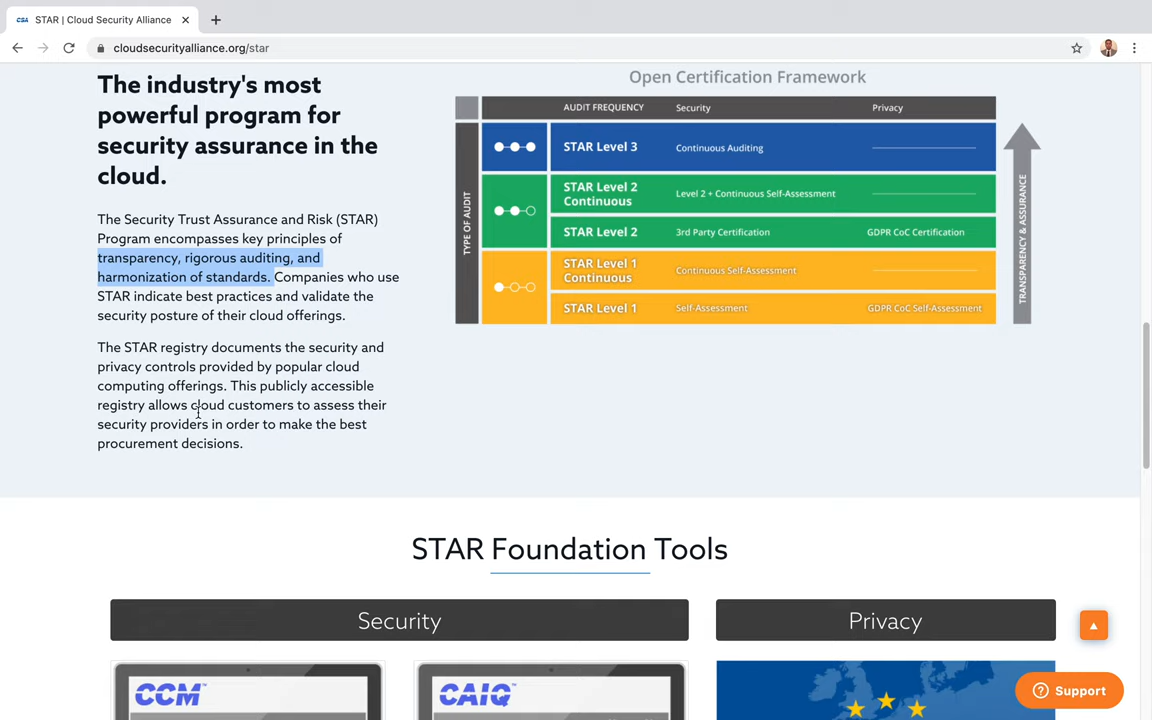 STAR | Cloud Security Alliance
cloudsecurityalliance.org/star
The industry's most
powerful program for
security assurance in the
cloud.
The Security Trust Assurance and Risk (STAR)
Program encompasses key principles of
transparency, rigorous auditing, and
harmonization of standards. Companies who use
STAR indicate best practices and validate the
security posture of their cloud offerings.
The STAR registry documents the security and
privacy controls provided by popular cloud
computing offerings. This publicly accessible
registry allows cloud customers to assess their
security providers in order to make the best
procurement decisions.
Open Certification Framework
AUDIT FREQUENCY Security Privacy
TYPE OF AUDIT
STAR Level 3 Continuous Auditing
STAR Level 2
Continuous
Level 2 + Continuous Self-Assessment
STAR Level 2 3rd Party Certification GDPR CoC Certification
STAR Level 1
Continuous
Continuous Self-Assessment
STAR Level 1 Self-Assessment GDPR CoC Self-Assessment
TRANSPARENCY & ASSURANCE
STAR Foundation Tools
Security Privacy
CCM™ CAIQ™
Support